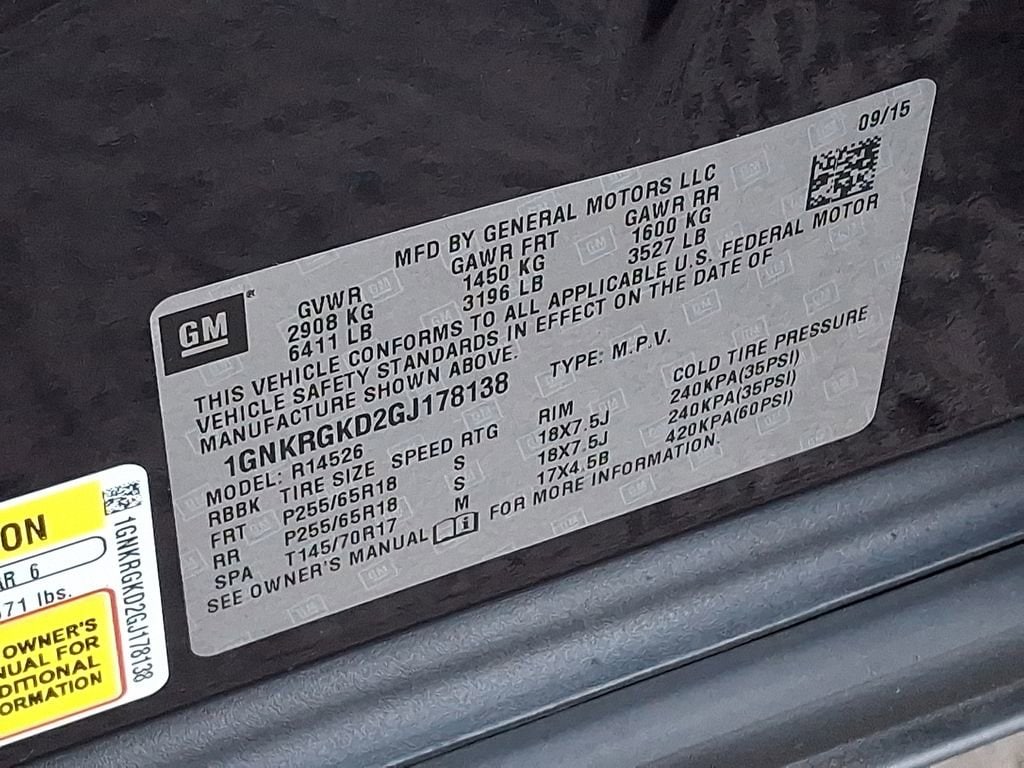 09/15
MFD BY GENERAL MOTORS LLC
GVWR GAWR FRT GAWR RR
2908 KG 1450 KG 1600 KG
6411 LB 3196 LB 3527 LB
GM
THIS VEHICLE CONFORMS TO ALL APPLICABLE U.S. FEDERAL MOTOR
VEHICLE SAFETY STANDARDS IN EFFECT ON THE DATE OF
MANUFACTURE SHOWN ABOVE.
1GNKRGKD2GJ178138 TYPE: M.P.V.
MODEL: R14526
RBBK TIRE SIZE SPEED RTG RIM COLD TIRE PRESSURE
FRT P255/65R18 S 18X7.5J 240KPA(35PSI)
RR P255/65R18 S 18X7.5J 240KPA(35PSI)
SPA T145/70R17 M 17X4.5B 420KPA(60PSI)
SEE OWNER'S MANUAL i FOR MORE INFORMATION.
ON
AR 6
71 lbs.
OWNER'S
NUAL FOR
DITIONAL
ORMATION
1GNKRGKD2GJ178138